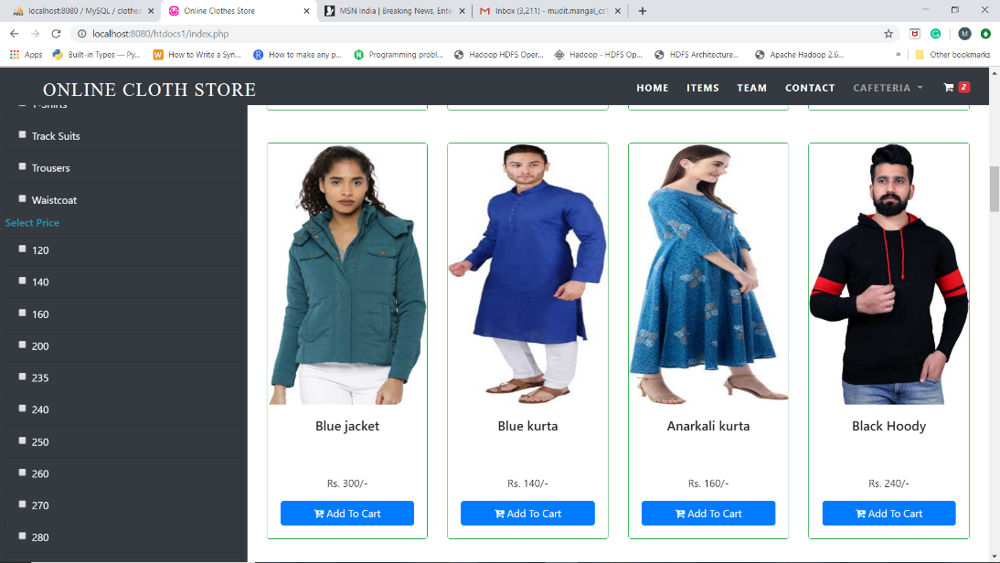 localhost:8080 / MySQL / clothes
Online Clothes Store
MSN India | Breaking News, Ente
Inbox (3,211) - mudit.mangal_cs1
localhost:8080/htdocs1/index.php
M
Apps
Built-in Types — Py...
How to Write a Syn...
How to make any p...
Programming probl...
Hadoop HDFS Oper...
Hadoop - HDFS Op...
HDFS Architecture...
Apache Hadoop 2.6...
»
Other bookmarks
ONLINE CLOTH STORE
HOME
ITEMS
TEAM
CONTACT
CAFETERIA
2
T-Shirts
Track Suits
Trousers
Waistcoat
Select Price
120
140
160
200
235
240
250
260
270
280
Blue jacket
Blue kurta
Anarkali kurta
Black Hoody
Rs. 300/-
Rs. 140/-
Rs. 160/-
Rs. 240/-
Add To Cart
Add To Cart
Add To Cart
Add To Cart